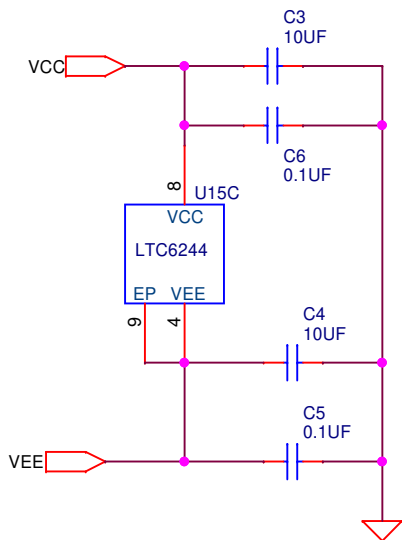 C3
10UF
VCC
C6
0.1UF
8
U15C
VCC
LTC6244
EP VEE
9 4
C4
10UF
C5
0.1UF
VEE